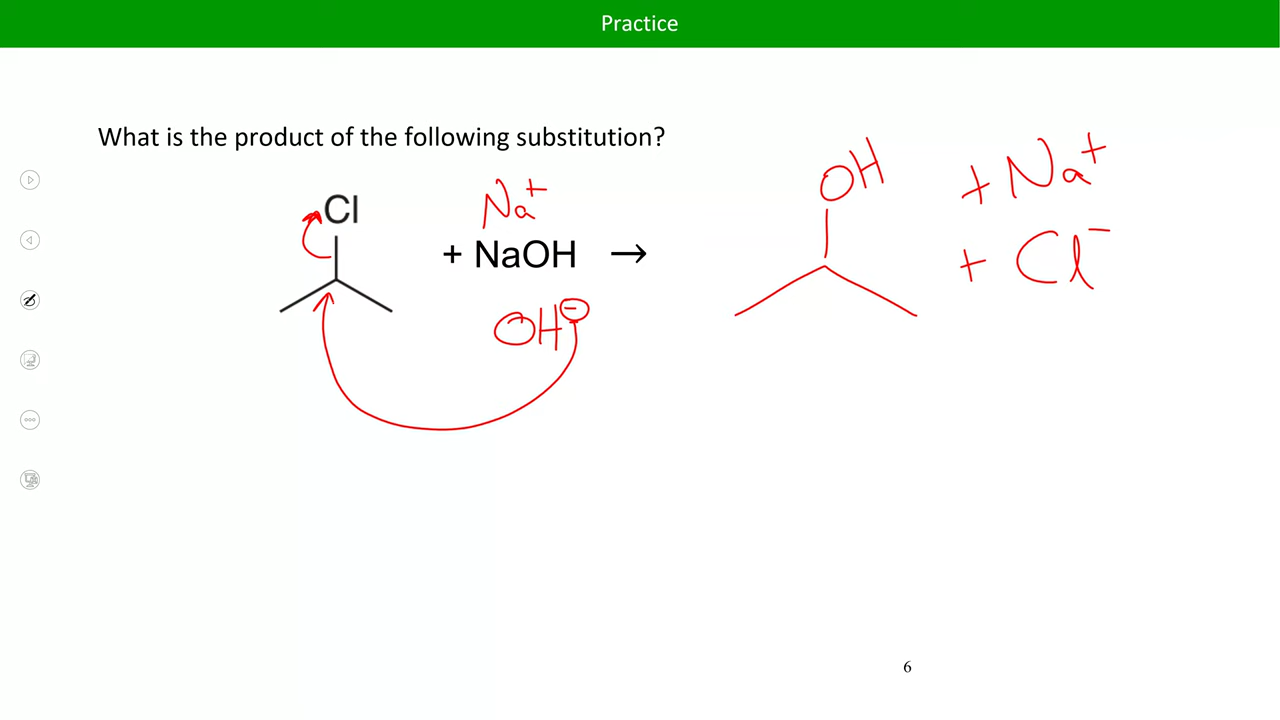 Practice
What is the product of the following substitution?
Cl
Na+
+ NaOH →
OH⊖
OH
+ Na+
+ Cl−
6